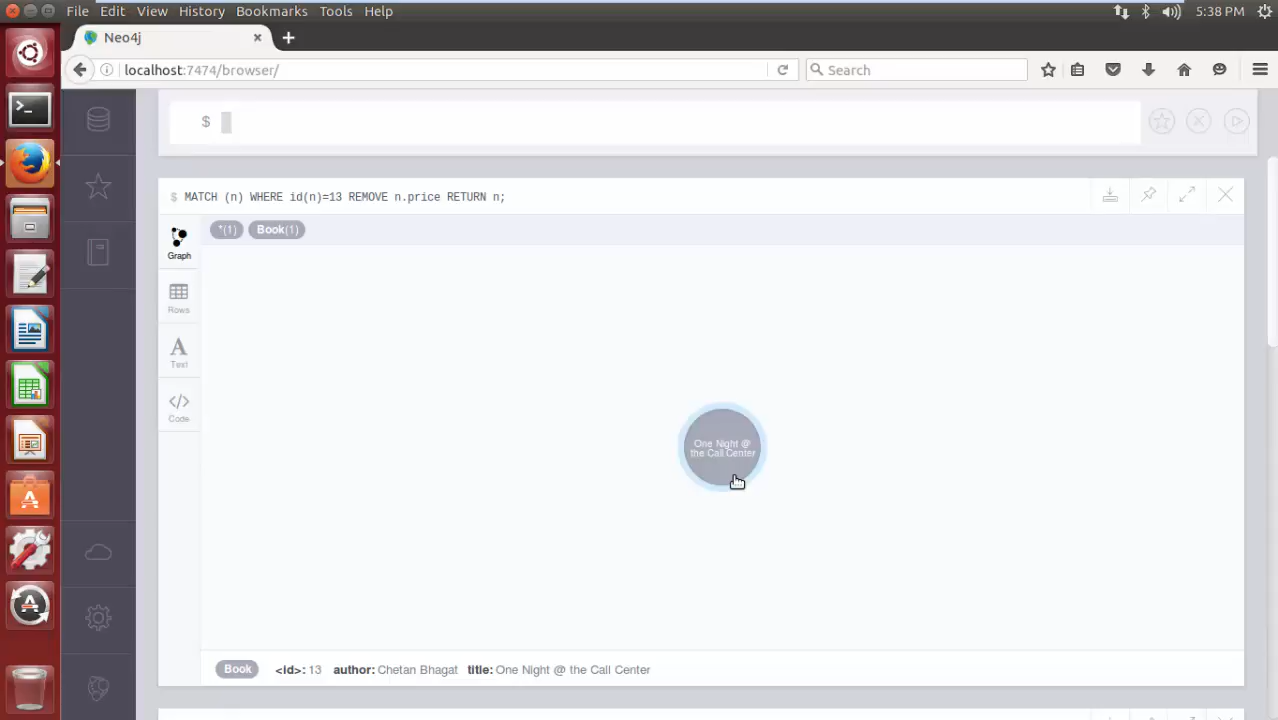 File Edit View History Bookmarks Tools Help 5:38 PM
Neo4j
localhost:7474/browser/ Search
$
$ MATCH (n) WHERE id(n)=13 REMOVE n.price RETURN n;
*(1) Book(1)
Graph
Rows
Text
Code
One Night @
the Call Center
Book <id>: 13 author: Chetan Bhagat title: One Night @ the Call Center